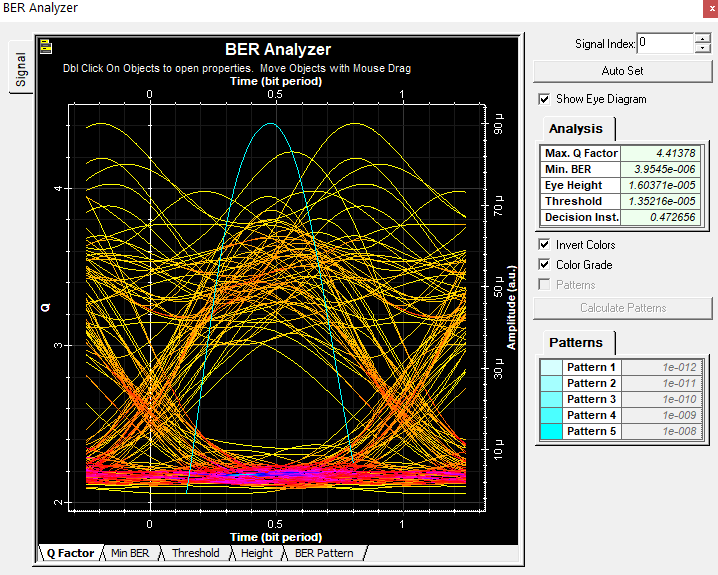 BER Analyzer
x
Signal
BER Analyzer
Dbl Click On Objects to open properties. Move Objects with Mouse Drag
Time (bit period)
0 0.5 1
Q
4
3
2
90 µ
70 µ
50 µ
30 µ
10 µ
Amplitude (a.u.)
0 0.5 1
Time (bit period)
Q Factor Min BER Threshold Height BER Pattern
Signal Index: 0
Auto Set
Show Eye Diagram
Analysis
Max. Q Factor 4.41378
Min. BER 3.9545e-006
Eye Height 1.60371e-005
Threshold 1.35216e-005
Decision Inst. 0.472656
Invert Colors
Color Grade
Patterns
Calculate Patterns
Patterns
Pattern 1 1e-012
Pattern 2 1e-011
Pattern 3 1e-010
Pattern 4 1e-009
Pattern 5 1e-008